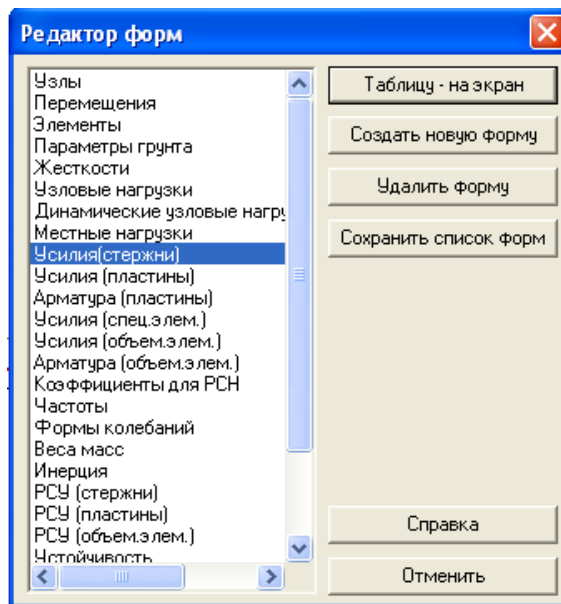 Редактор форм
Узлы
Перемещения
Элементы
Параметры грунта
Жесткости
Узловые нагрузки
Динамические узловые нагру
Местные нагрузки
Усилия(стержни)
Усилия (пластины)
Арматура (пластины)
Усилия (спец.элем.)
Усилия (объем.элем.)
Арматура (объем.элем.)
Коэффициенты для РСН
Частоты
Формы колебаний
Веса масс
Инерция
РСУ (стержни)
РСУ (пластины)
РСУ (объем.элем.)
Устойчивость
Таблицу - на экран
Создать новую форму
Удалить форму
Сохранить список форм
Справка
Отменить